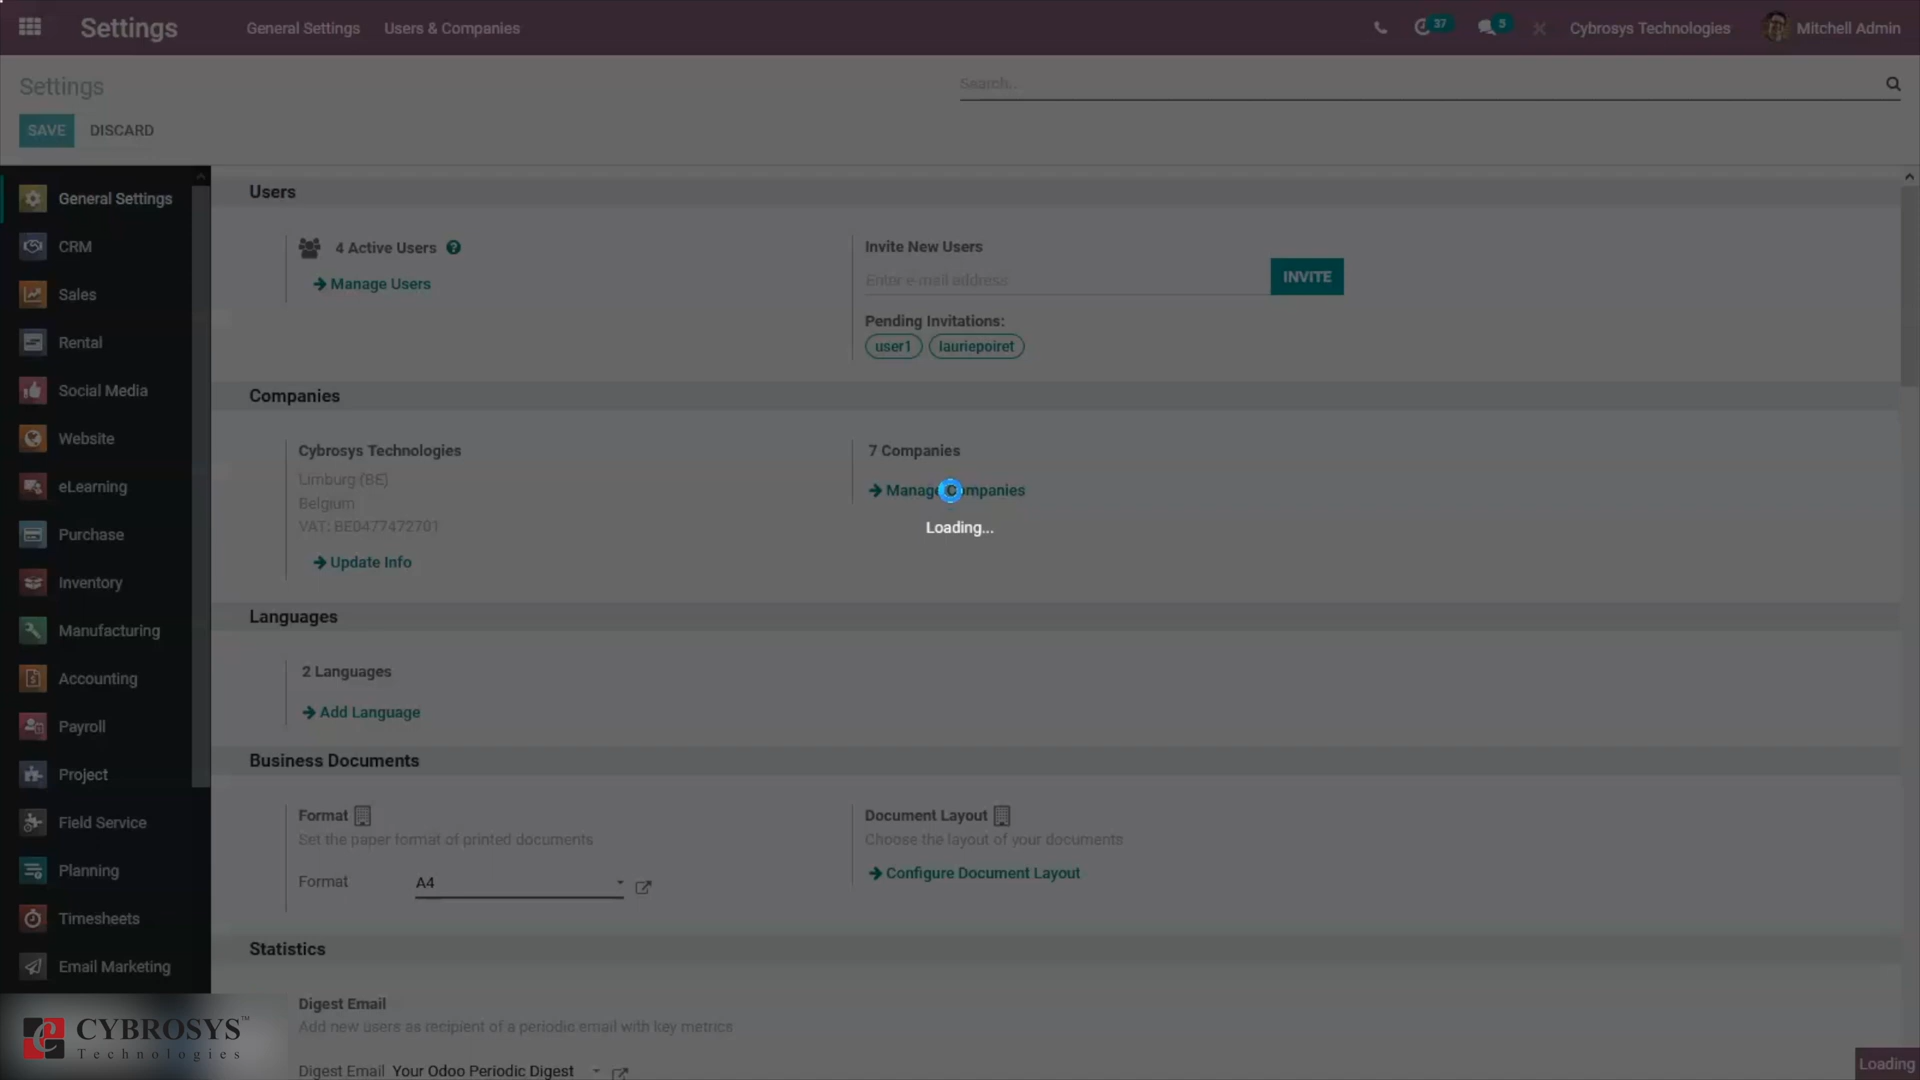 Settings
General Settings
Users & Companies
37
5
Cybrosys Technologies
Mitchell Admin
Settings
Search...
SAVE
DISCARD
General Settings
CRM
Sales
Rental
Social Media
Website
eLearning
Purchase
Inventory
Manufacturing
Accounting
Payroll
Project
Field Service
Planning
Timesheets
Email Marketing
Users
4 Active Users
Manage Users
Invite New Users
Enter e-mail address
INVITE
Pending Invitations:
user1
lauriepoiret
Companies
Cybrosys Technologies
Limburg (BE)
Belgium
VAT: BE0477472701
Update Info
7 Companies
Manage Companies
Loading...
Languages
2 Languages
Add Language
Business Documents
Format
Set the paper format of printed documents
Format
A4
Document Layout
Choose the layout of your documents
Configure Document Layout
Statistics
Digest Email
Add new users as recipient of a periodic email with key metrics
Digest Email
Your Odoo Periodic Digest
CYBROSYS™
Technologies
Loading